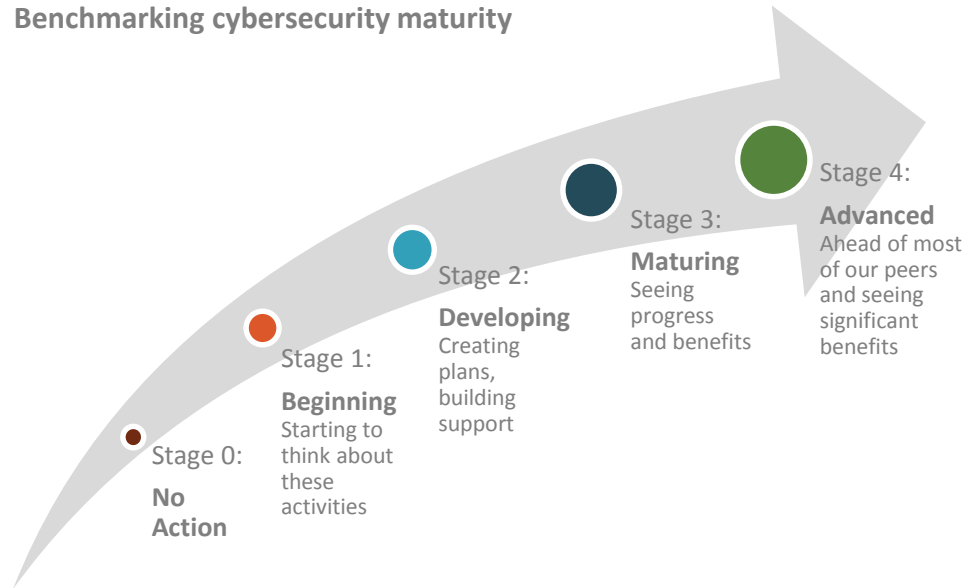 Benchmarking cybersecurity maturity
Stage 0:
No
Action
Stage 1:
Beginning
Starting to
think about
these
activities
Stage 2:
Developing
Creating
plans,
building
support
Stage 3:
Maturing
Seeing
progress
and benefits
Stage 4:
Advanced
Ahead of most
of our peers
and seeing
significant
benefits